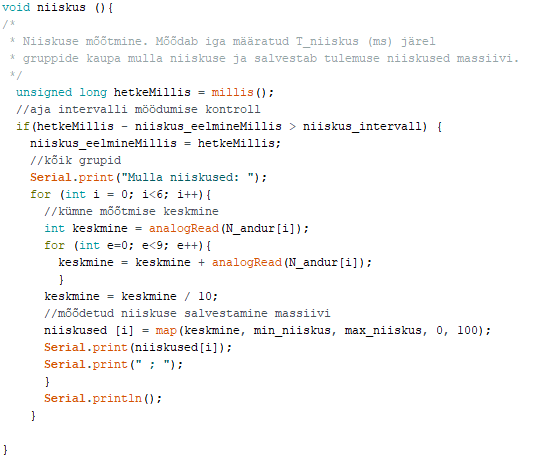 void niiskus (){
/*
 * Niiskuse mõõtmine. Mõõdab iga määratud T_niiskus (ms) järel
 * gruppide kaupa mulla niiskuse ja salvestab tulemuse niiskused massiivi.
 */
  unsigned long hetkeMillis = millis();
  //aja intervalli möödumise kontroll
  if(hetkeMillis - niiskus_eelmineMillis > niiskus_intervall) {
    niiskus_eelmineMillis = hetkeMillis;
    //kõik grupid
    Serial.print("Mulla niiskused: ");
    for (int i = 0; i<6; i++){
      //kümne mõõtmise keskmine
      int keskmine = analogRead(N_andur[i]);
      for (int e=0; e<9; e++){
        keskmine = keskmine + analogRead(N_andur[i]);
        }
      keskmine = keskmine / 10;
      //mõõdetud niiskuse salvestamine massiivi
      niiskused [i] = map(keskmine, min_niiskus, max_niiskus, 0, 100);
      Serial.print(niiskused[i]);
      Serial.print(" ; ");
      }
      Serial.println();
    }

}